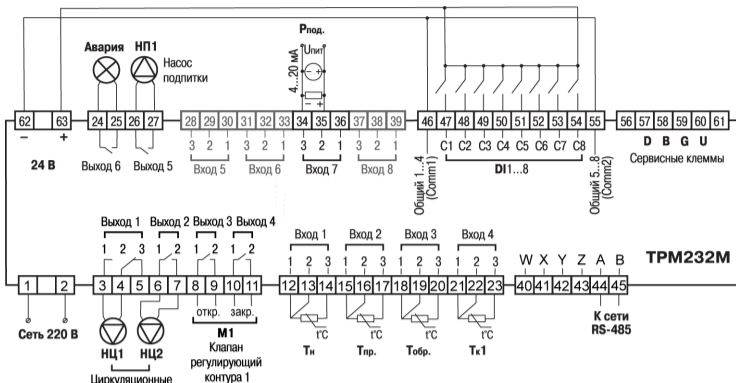 Pпод.
Авария НП1
Насос
подпитки
4...20 мА
Uпит
– +
62 63 24 25 26 27 28 29 30 31 32 33 34 35 36 37 38 39 46 47 48 49 50 51 52 53 54 55 56 57 58 59 60 61
– +
24 В
Выход 6 Выход 5
3 2 1 3 2 1 3 2 1 3 2 1
Вход 5 Вход 6 Вход 7 Вход 8
Общий 1...4
(Comm1)
C1 C2 C3 C4 C5 C6 C7 C8
DI1...8
Общий 5...8
(Comm2)
D B G U
Сервисные клеммы
Выход 1 Выход 2 Выход 3 Выход 4
1 2 3 1 2 1 2 1 2
Вход 1 Вход 2 Вход 3 Вход 4
1 2 3 1 2 3 1 2 3 1 2 3
W X Y Z A B
ТРМ232М
1 2 3 4 5 6 7 8 9 10 11 12 13 14 15 16 17 18 19 20 21 22 23 40 41 42 43 44 45
Сеть 220 В
НЦ1 НЦ2
Циркуляционные
откр. закр.
М1
Клапан
регулирующий
контура 1
t°C t°C t°C t°C
Тн Тпр. Тобр. Тк1
К сети
RS-485